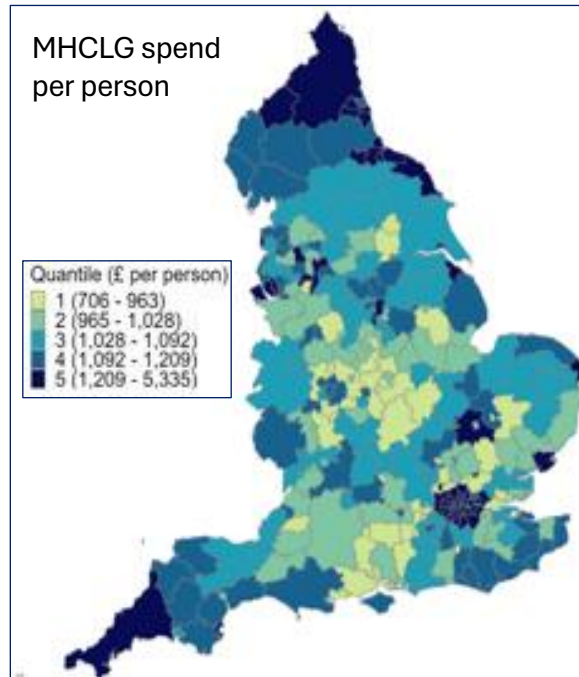 MHCLG spend
per person
Quantile (£ per person)
1 (706 - 963)
2 (965 - 1,028)
3 (1,028 - 1,092)
4 (1,092 - 1,209)
5 (1,209 - 5,335)